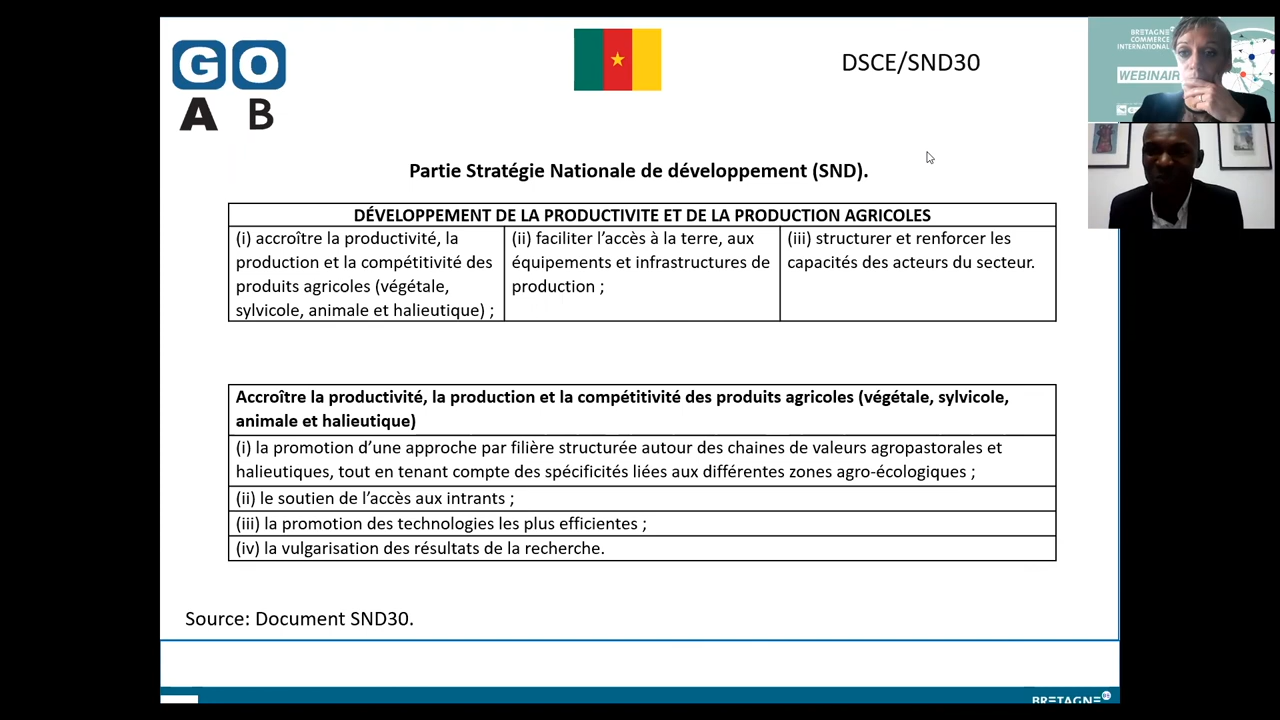 GO
A B
DSCE/SND30
BRETAGNE
COMMERCE
INTERNATIONAL
WEBINAIR
Partie Stratégie Nationale de développement (SND).
DÉVELOPPEMENT DE LA PRODUCTIVITE ET DE LA PRODUCTION AGRICOLES
(i) accroître la productivité, la
production et la compétitivité des
produits agricoles (végétale,
sylvicole, animale et halieutique) ;
(ii) faciliter l’accès à la terre, aux
équipements et infrastructures de
production ;
(iii) structurer et renforcer les
capacités des acteurs du secteur.
Accroître la productivité, la production et la compétitivité des produits agricoles (végétale, sylvicole,
animale et halieutique)
(i) la promotion d’une approche par filière structurée autour des chaines de valeurs agropastorales et
halieutiques, tout en tenant compte des spécificités liées aux différentes zones agro-écologiques ;
(ii) le soutien de l’accès aux intrants ;
(iii) la promotion des technologies les plus efficientes ;
(iv) la vulgarisation des résultats de la recherche.
Source: Document SND30.
BRETAGNE